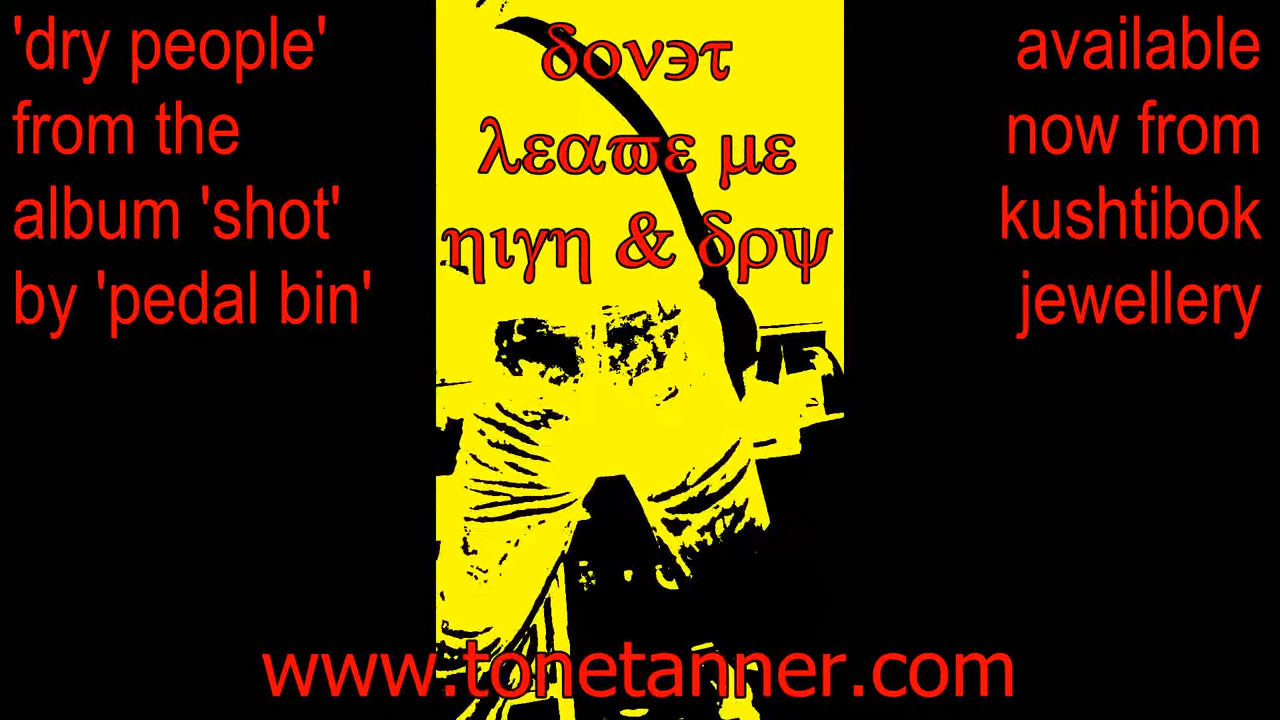 'dry people'
from the
album 'shot'
by 'pedal bin'
δονэτ
λεαϖε με
ηιγη & δρψ
available
now from
kushtibok
jewellery
www.tonetanner.com